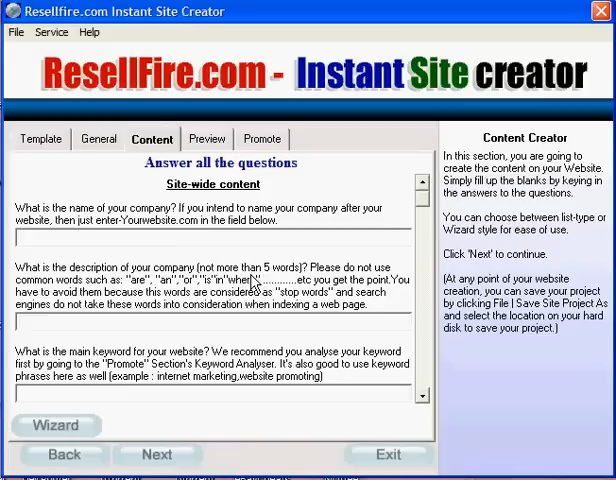 Resellfire.com Instant Site Creator
File Service Help
ResellFire.com - Instant Site creator
Template General Content Preview Promote
Answer all the questions
Site-wide content
What is the name of your company? If you intend to name your company after your
website, then just enter-Yourwebsite.com in the field below.
What is the description of your company (not more than 5 words)? Please do not use
common words such as: "are", "an","or","is"in"wher "............etc you get the point.You
have to avoid them because this words are considered as "stop words" and search
engines do not take these words into consideration when indexing a web page.
What is the main keyword for your website? We recommend you analyse your keyword
first by going to the "Promote" Section's Keyword Analyser. It's also good to use keyword
phrases here as well (example : internet marketing,website promoting)
Wizard
Back Next Exit
Content Creator
In this section, you are going to
create the content on your Website.
Simply fill up the blanks by keying in
the answers to the questions.
You can choose between list-type or
Wizard style for ease of use.
Click 'Next' to continue.
(At any point of your website
creation, you can save your project
by clicking File | Save Site Project As
and select the location on your hard
disk to save your project.)